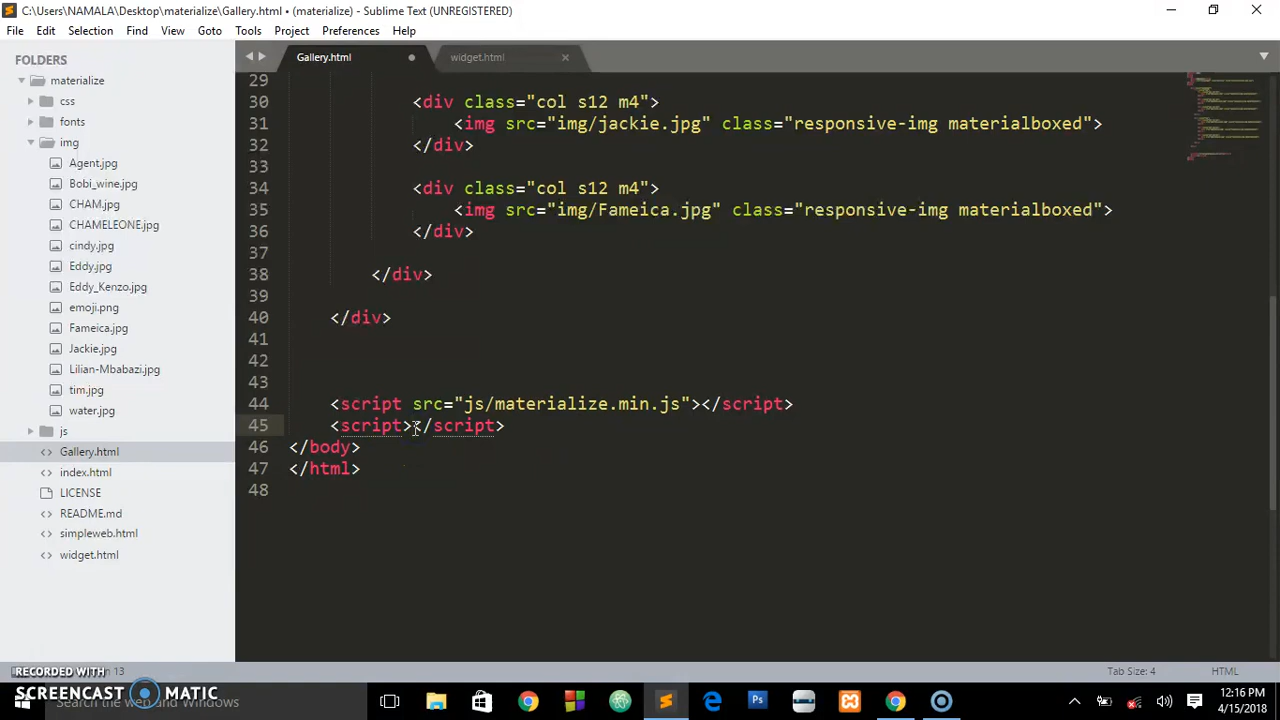 C:\Users\NAMALA\Desktop\materialize\Gallery.html • (materialize) - Sublime Text (UNREGISTERED)
File Edit Selection Find View Goto Tools Project Preferences Help
FOLDERS
materialize
css
fonts
img
Agent.jpg
Bobi_wine.jpg
CHAM.jpg
CHAMELEONE.jpg
cindy.jpg
Eddy.jpg
Eddy_Kenzo.jpg
emoji.png
Fameica.jpg
Jackie.jpg
Lilian-Mbabazi.jpg
tim.jpg
water.jpg
js
Gallery.html
index.html
LICENSE
README.md
simpleweb.html
widget.html
Gallery.html widget.html
29
30 <div class="col s12 m4">
31 <img src="img/jackie.jpg" class="responsive-img materialboxed">
32 </div>
33
34 <div class="col s12 m4">
35 <img src="img/Fameica.jpg" class="responsive-img materialboxed">
36 </div>
37
38 </div>
39
40 </div>
41
42
43
44 <script src="js/materialize.min.js"></script>
45 <script></script>
46 </body>
47 </html>
48
13 Tab Size: 4 HTML
RECORDED WITH
SCREENCAST MATIC
Search the web and Windows
12:16 PM
4/15/2018